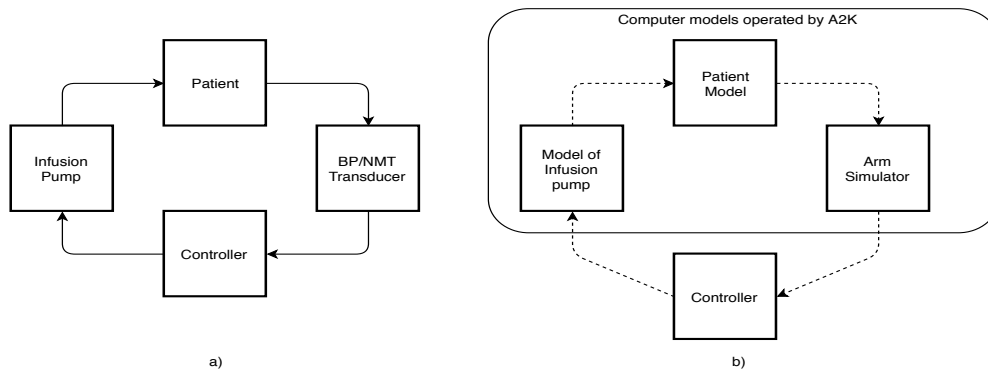 Computer models operated by A2K
Patient
Infusion
Pump
BP/NMT
Transducer
Controller
a)
Patient
Model
Model of
Infusion
pump
Arm
Simulator
Controller
b)